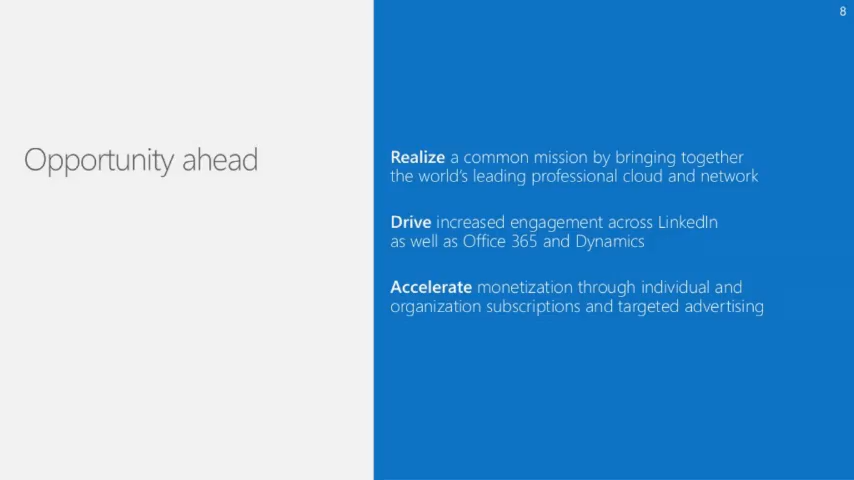 8
Opportunity ahead
Realize a common mission by bringing together
the world's leading professional cloud and network
Drive increased engagement across LinkedIn
as well as Office 365 and Dynamics
Accelerate monetization through individual and
organization subscriptions and targeted advertising